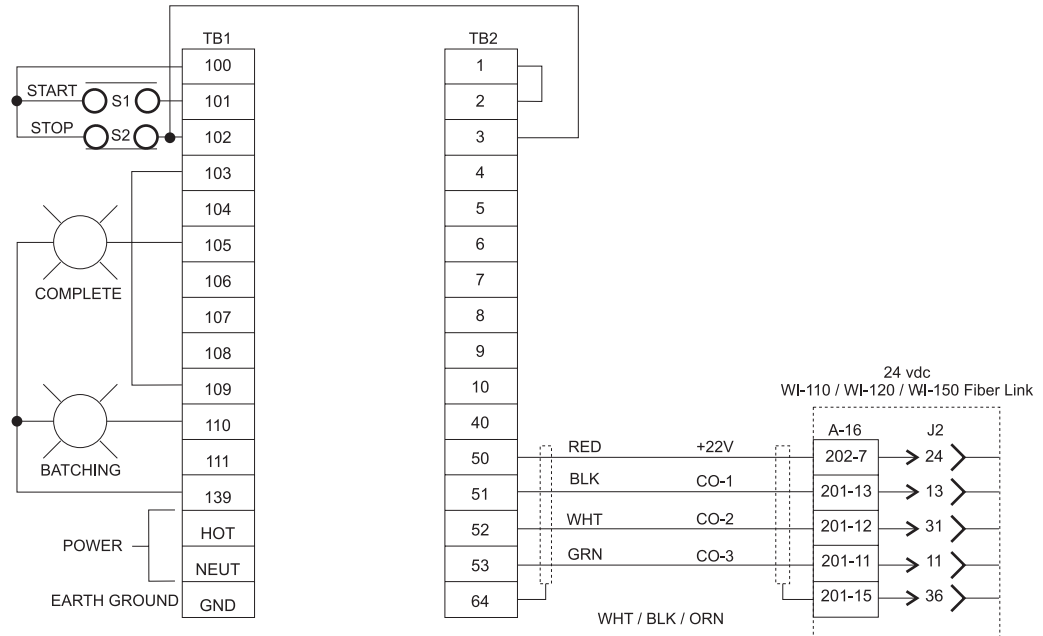 TB1
TB2
100
START
S1
101
STOP
S2
102
103
104
105
COMPLETE
106
107
108
109
110
BATCHING
111
139
POWER
HOT
NEUT
EARTH GROUND
GND
1
2
3
4
5
6
7
8
9
10
40
50
51
52
53
64
RED
+22V
BLK
CO-1
WHT
CO-2
GRN
CO-3
WHT / BLK / ORN
24 vdc
WI-110 / WI-120 / WI-150 Fiber Link
A-16
J2
202-7
24
201-13
13
201-12
31
201-11
11
201-15
36